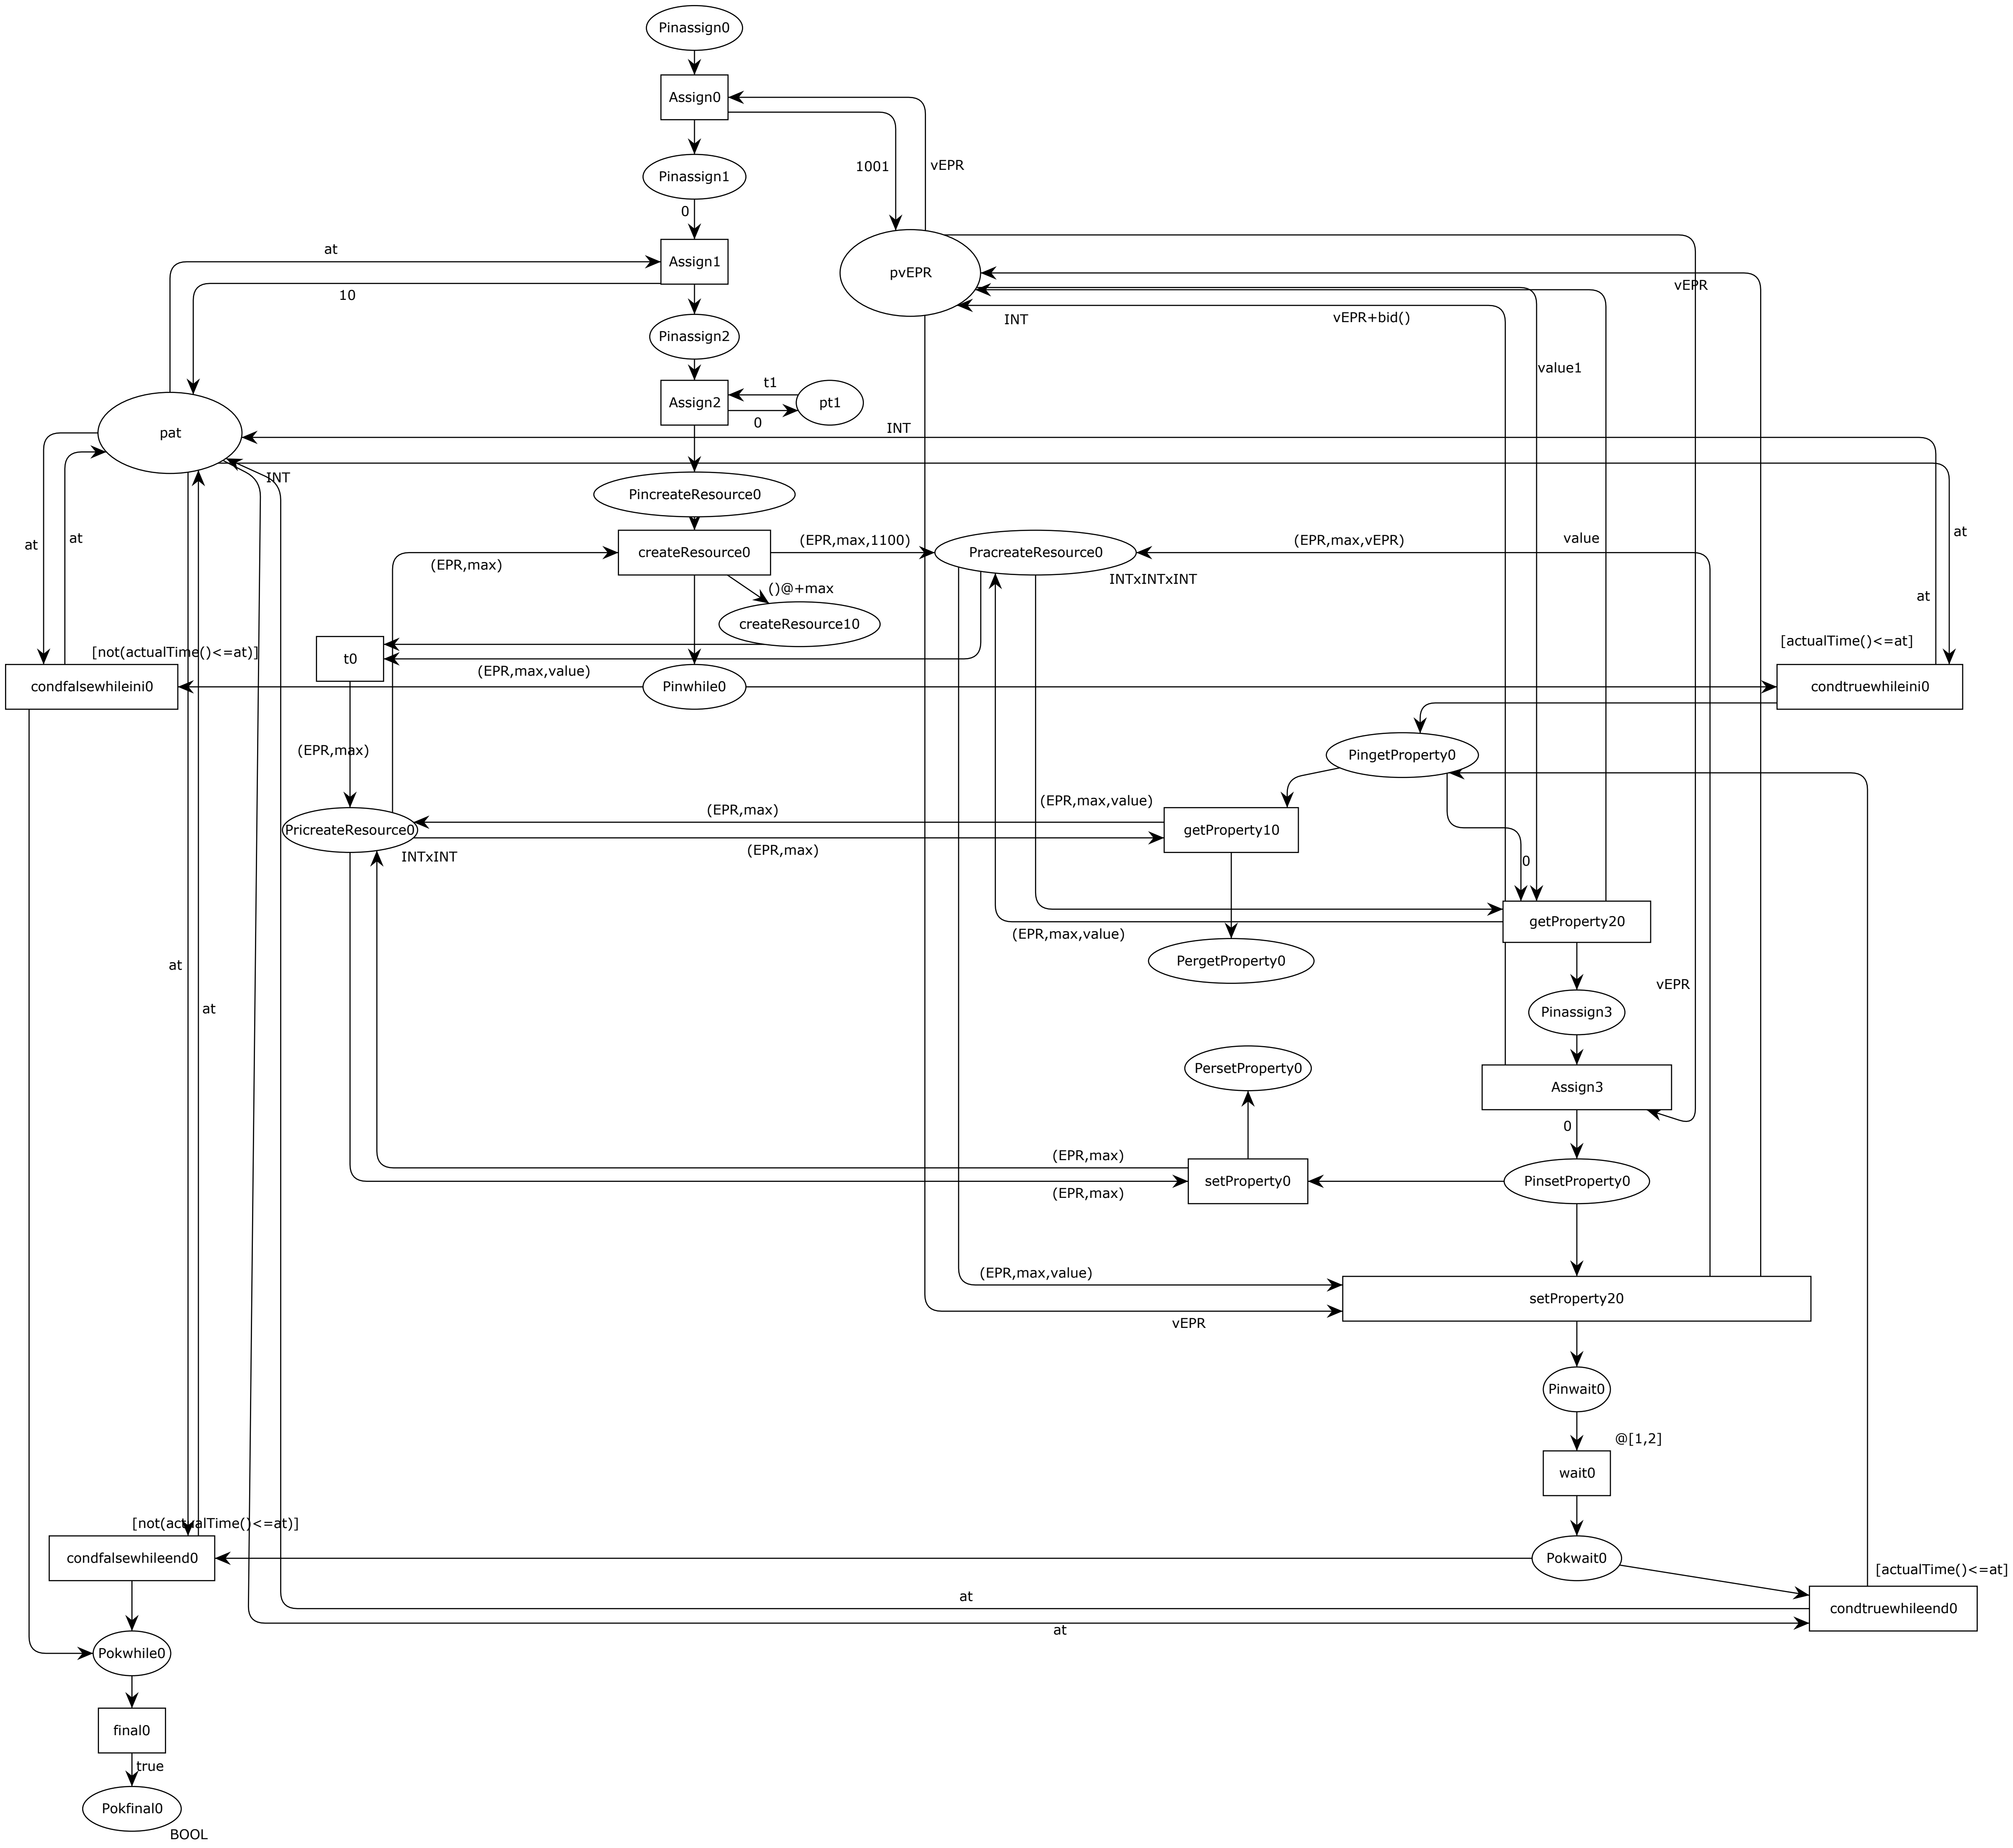 Pinassign0
Assign0
1001
vEPR
Pinassign1
0
at
Assign1
pvEPR
10
vEPR
INT
vEPR+bid()
Pinassign2
value1
t1
Assign2
pt1
0
INT
pat
INT
PincreateResource0
at
at
at
(EPR,max)
createResource0
(EPR,max,1100)
PracreateResource0
(EPR,max,vEPR)
value
INTxINTxINT
()@+max
at
createResource10
[not(actualTime()<=at)]
t0
[actualTime()<=at]
(EPR,max,value)
condfalsewhileini0
Pinwhile0
condtruewhileini0
(EPR,max)
PingetProperty0
(EPR,max)
(EPR,max,value)
PricreateResource0
getProperty10
INTxINT
(EPR,max)
0
getProperty20
(EPR,max,value)
at
PergetProperty0
vEPR
at
Pinassign3
PersetProperty0
Assign3
0
(EPR,max)
setProperty0
PinsetProperty0
(EPR,max)
(EPR,max,value)
setProperty20
vEPR
Pinwait0
@[1,2]
wait0
[not(actualTime()<=at)]
condfalsewhileend0
Pokwait0
[actualTime()<=at]
at
condtruewhileend0
at
Pokwhile0
final0
true
Pokfinal0
BOOL